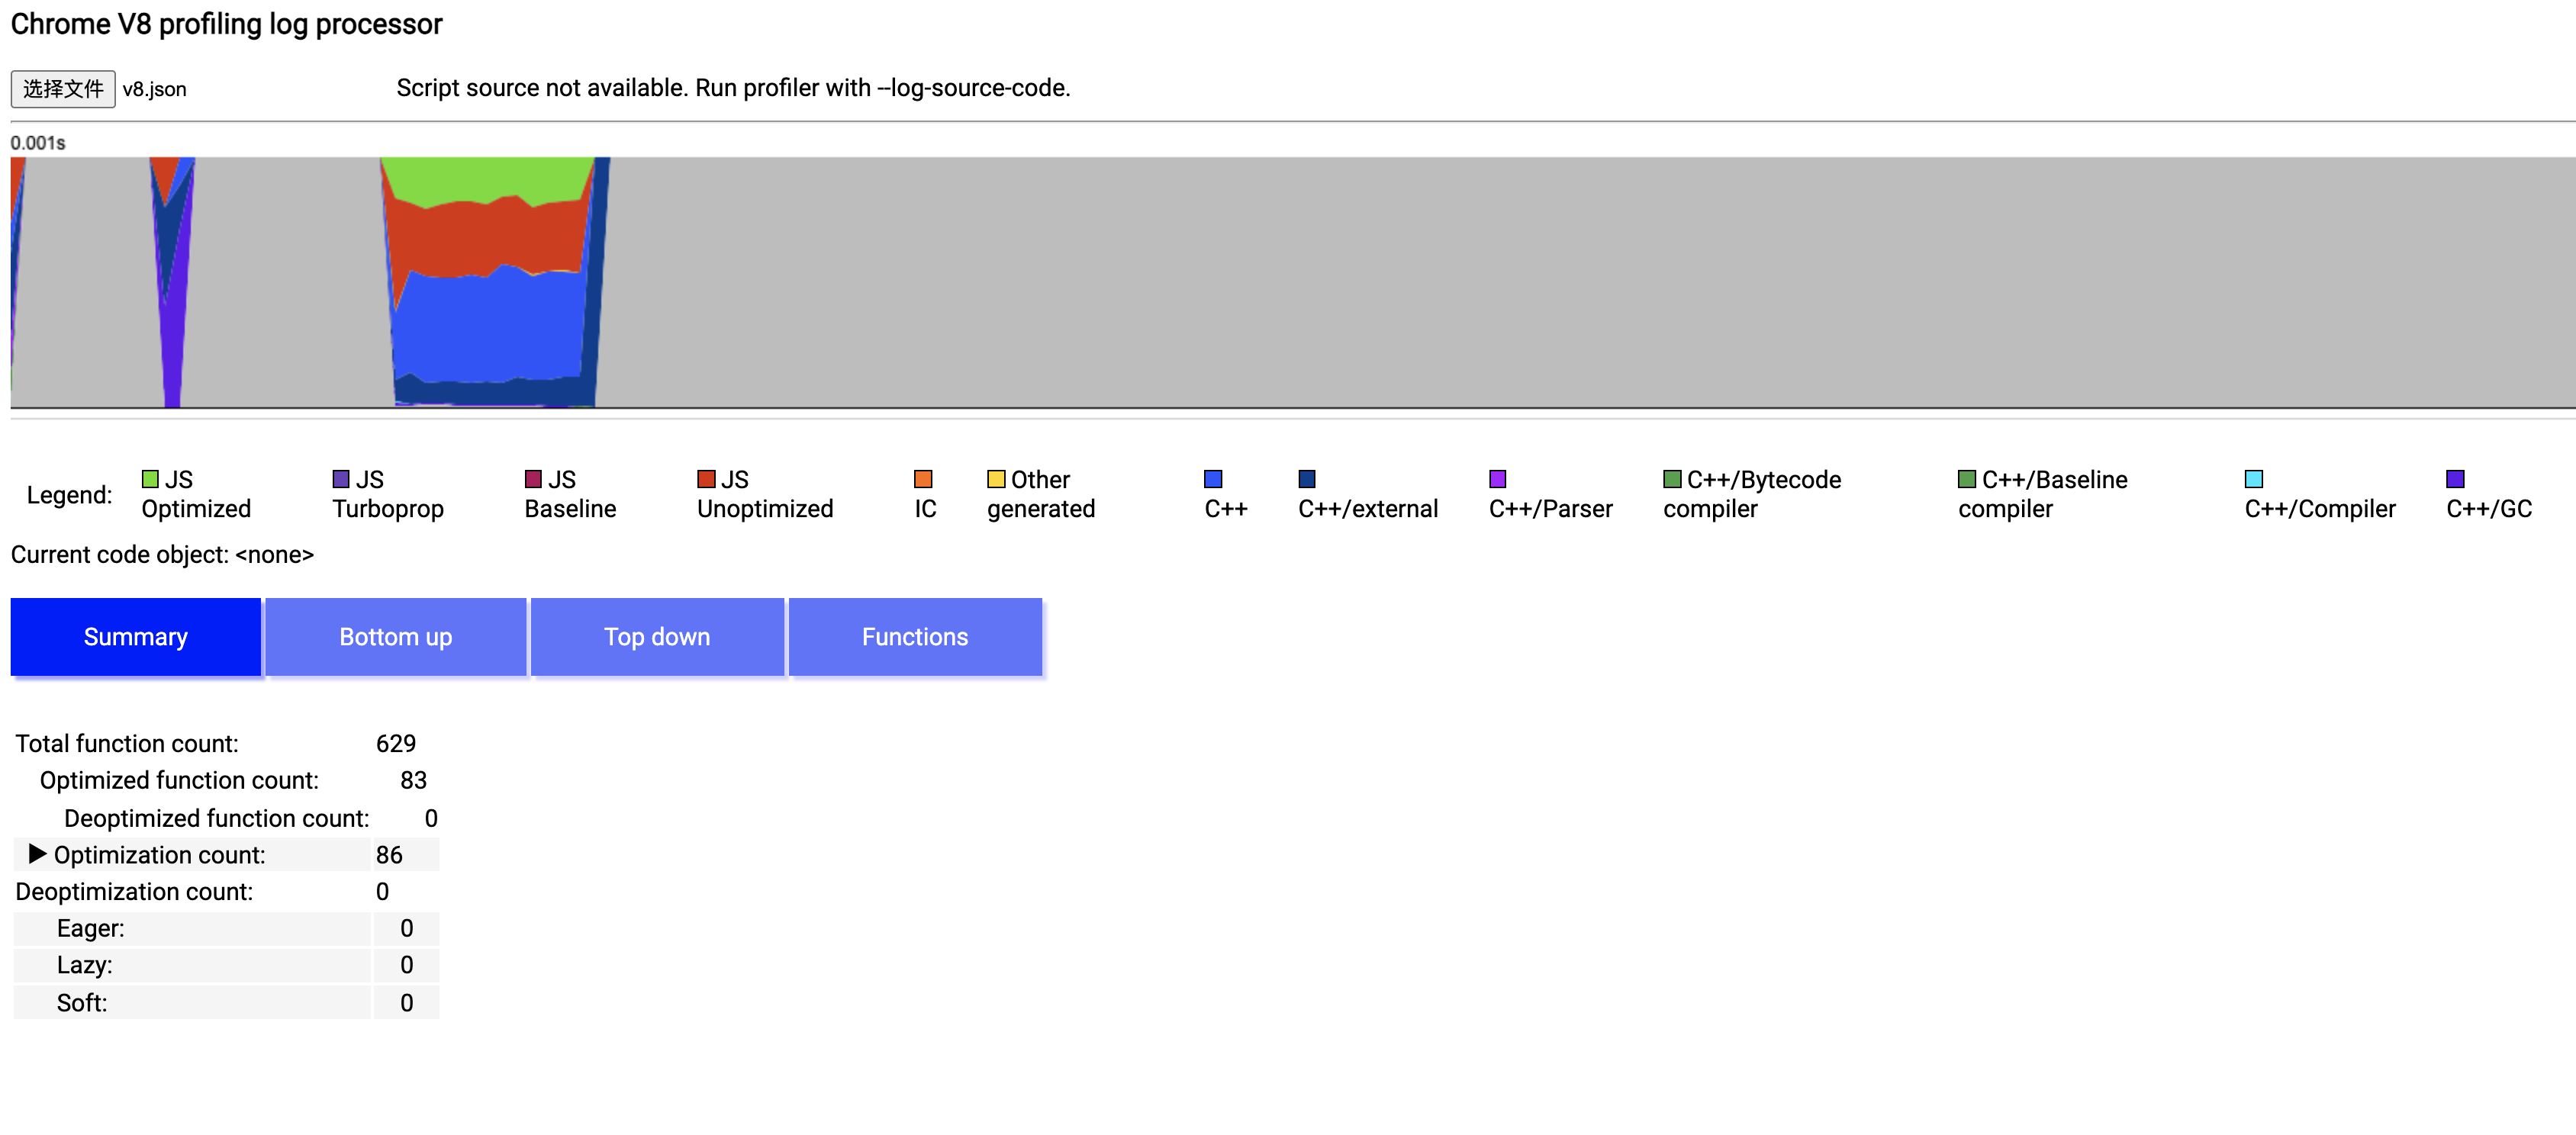 Chrome V8 profiling log processor
选择文件 v8.json Script source not available. Run profiler with --log-source-code.
0.001s
Legend: JS Optimized JS Turboprop JS Baseline JS Unoptimized IC Other generated C++ C++/external C++/Parser C++/Bytecode compiler C++/Baseline compiler C++/Compiler C++/GC
Current code object: <none>
Summary Bottom up Top down Functions
Total function count: 629
Optimized function count: 83
Deoptimized function count: 0
Optimization count: 86
Deoptimization count: 0
Eager: 0
Lazy: 0
Soft: 0